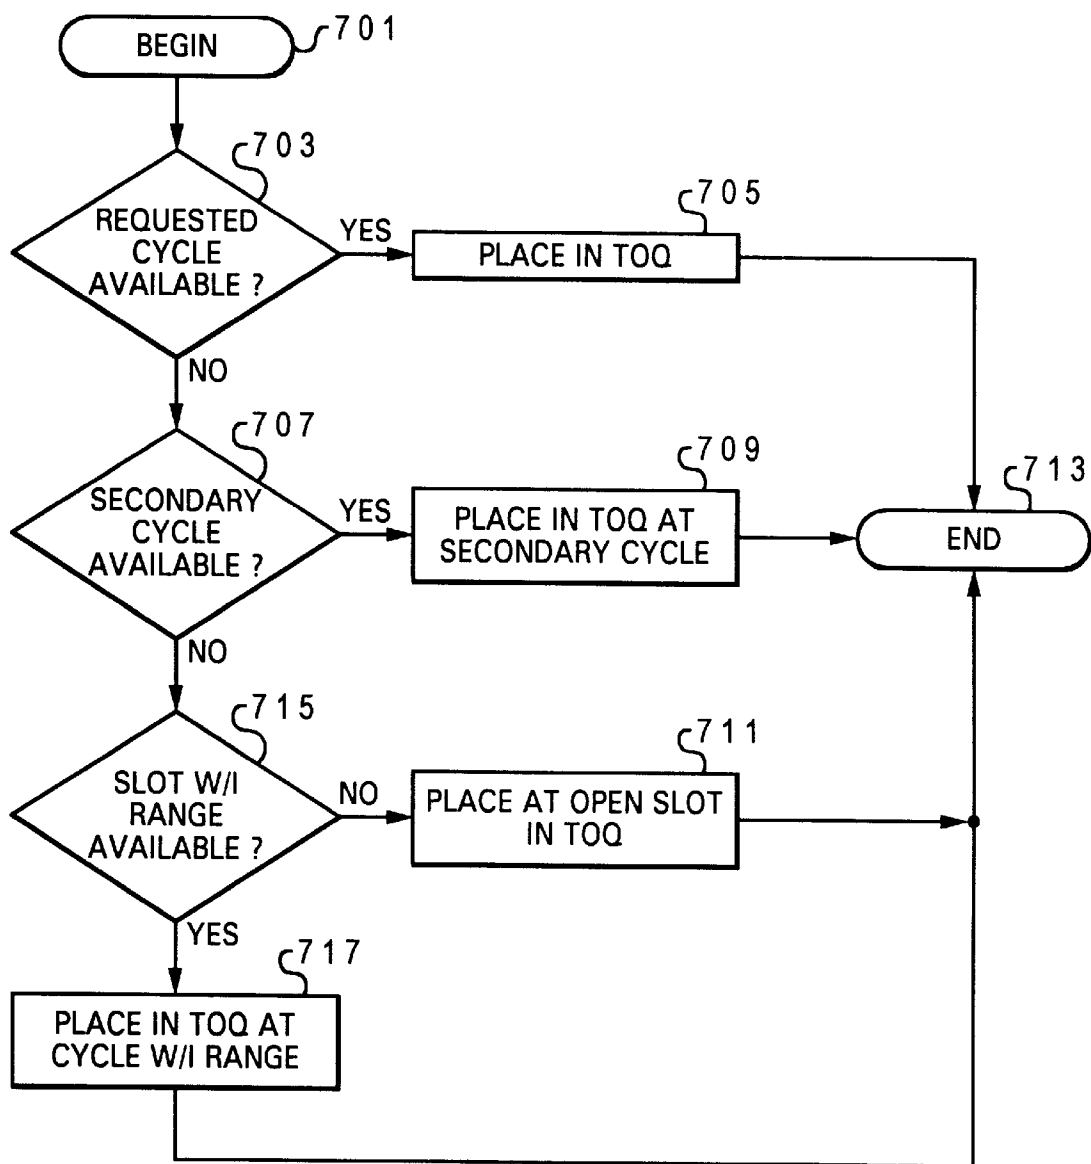 BEGIN
701
703
REQUESTED
CYCLE
AVAILABLE ?
YES
705
PLACE IN TOQ
NO
707
SECONDARY
CYCLE
AVAILABLE ?
YES
709
PLACE IN TOQ AT
SECONDARY CYCLE
713
END
NO
715
SLOT W/I
RANGE
AVAILABLE ?
NO
711
PLACE AT OPEN SLOT
IN TOQ
YES
717
PLACE IN TOQ AT
CYCLE W/I RANGE